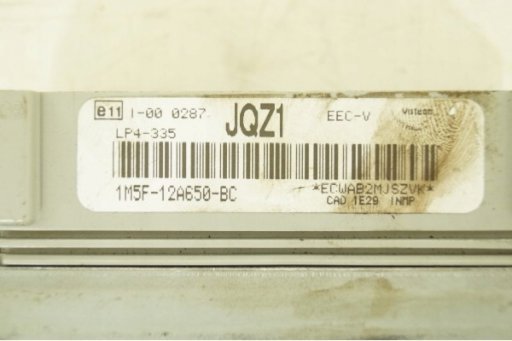 e11 1-00 0287 JQZ1 EEC-V Visteon
LP4-335
1M5F-12A650-BC *ECWAB2MJSZVK*
CAD 1E29 INMP